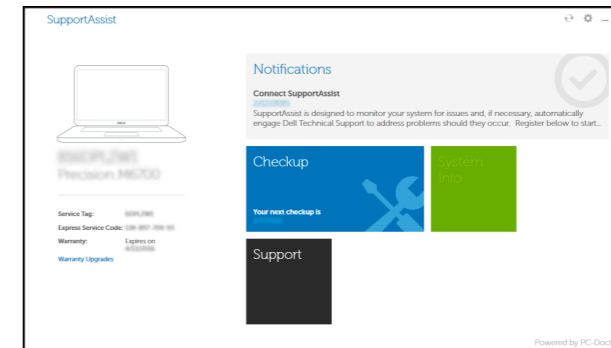 SupportAssist
Notifications
Connect SupportAssist
SupportAssist is designed to monitor your system for issues and, if necessary, automatically
engage Dell Technical Support to address problems should they occur. Register below to start...
Precision M6700
Checkup
System
Info
Your next checkup is
Service Tag:
Express Service Code:
Warranty: Expires on
Warranty Upgrades
Support
Powered by PC-Doct